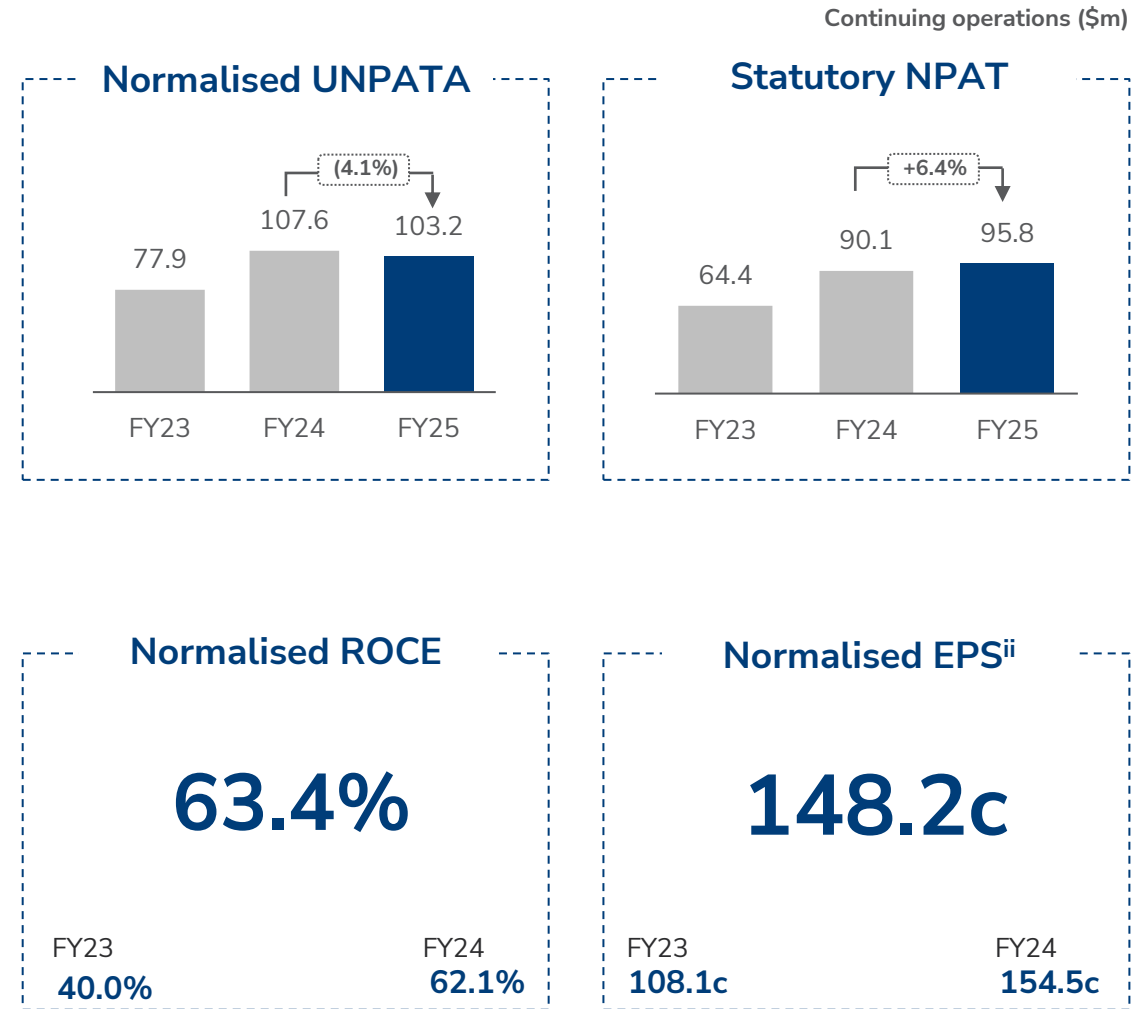 Continuing operations ($m)
Normalised UNPATA
(4.1%)
107.6
103.2
77.9
FY23 FY24 FY25
Statutory NPAT
+6.4%
95.8
90.1
64.4
FY23 FY24 FY25
Normalised ROCE
63.4%
FY23 FY24
40.0% 62.1%
Normalised EPSⁱⁱ
148.2c
FY23 FY24
108.1c 154.5c